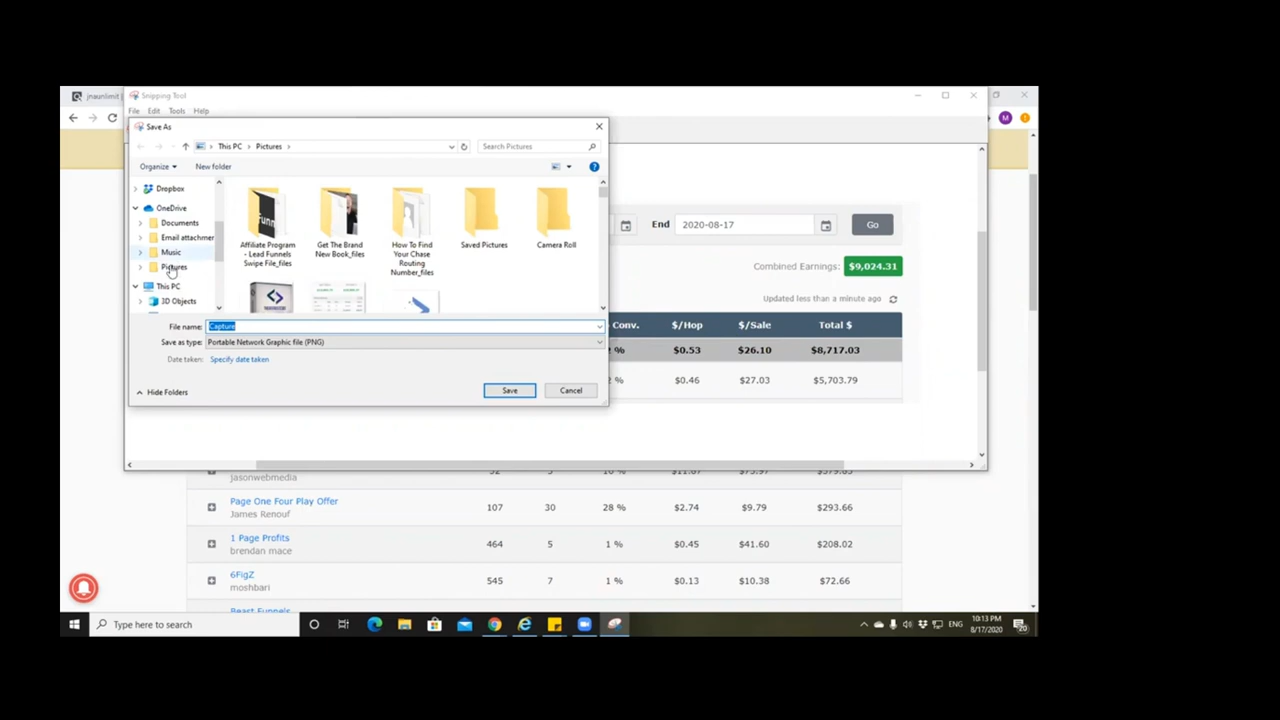 jnaunlimit
Snipping Tool
File Edit Tools Help
Save As
This PC > Pictures >
Search Pictures
Organize
New folder
Dropbox
OneDrive
Documents
Email attachmer
Music
Pictures
This PC
3D Objects
Affiliate Program
- Lead Funnels
Swipe File_files
Get The Brand
New Book_files
How To Find
Your Chase
Routing
Number_files
Saved Pictures
Camera Roll
File name: Capture
Save as type: Portable Network Graphic file (PNG)
Date taken: Specify date taken
Hide Folders
Save
Cancel
End 2020-08-17 Go
Combined Earnings: $9,024.31
Updated less than a minute ago
Conv. $/Hop $/Sale Total $
% $0.53 $26.10 $8,717.03
% $0.46 $27.03 $5,703.79
jasonwebmedia
Page One Four Play Offer 107 30 28 % $2.74 $9.79 $293.66
James Renouf
1 Page Profits 464 5 1 % $0.45 $41.60 $208.02
brendan mace
6FigZ 545 7 1 % $0.13 $10.38 $72.66
moshbari
Beast Funnels
Type here to search
ENG
10:13 PM
8/17/2020
20
M